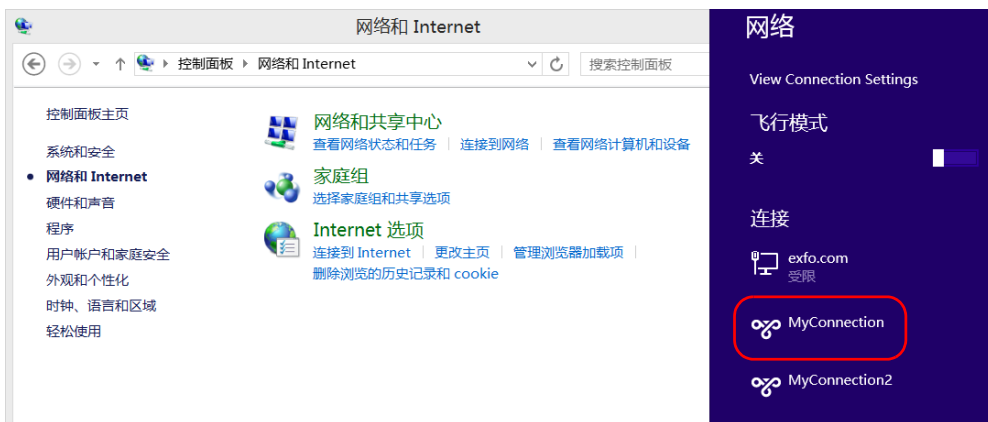 网络和 Internet
控制面板 网络和 Internet 搜索控制面板
控制面板主页
系统和安全
网络和 Internet
硬件和声音
程序
用户帐户和家庭安全
外观和个性化
时钟、语言和区域
轻松使用
网络和共享中心
查看网络状态和任务 连接到网络 查看网络计算机和设备
家庭组
选择家庭组和共享选项
Internet 选项
连接到 Internet 更改主页 管理浏览器加载项
删除浏览的历史记录和 cookie
网络
View Connection Settings
飞行模式
关
连接
exfo.com
受限
MyConnection
MyConnection2